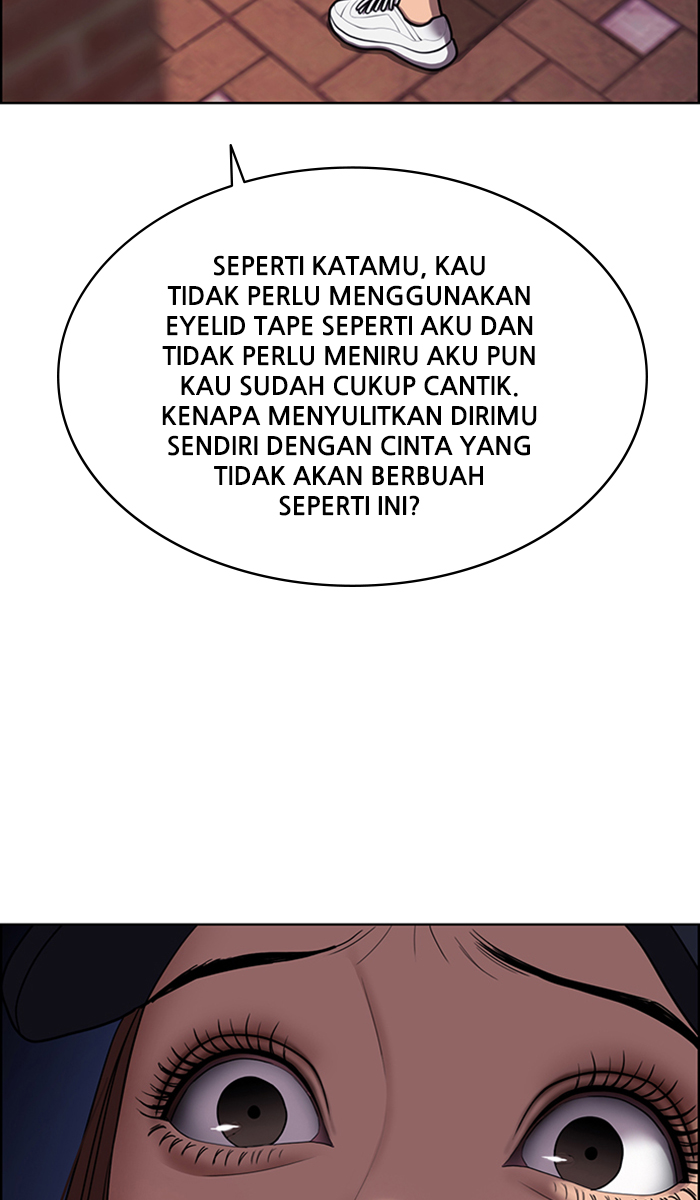 SEPERTI KATAMU, KAU
TIDAK PERLU MENGGUNAKAN
EYELID TAPE SEPERTI AKU DAN
TIDAK PERLU MENIRU AKU PUN
KAU SUDAH CUKUP CANTIK.
KENAPA MENYULITKAN DIRIMU
SENDIRI DENGAN CINTA YANG
TIDAK AKAN BERBUAH
SEPERTI INI?